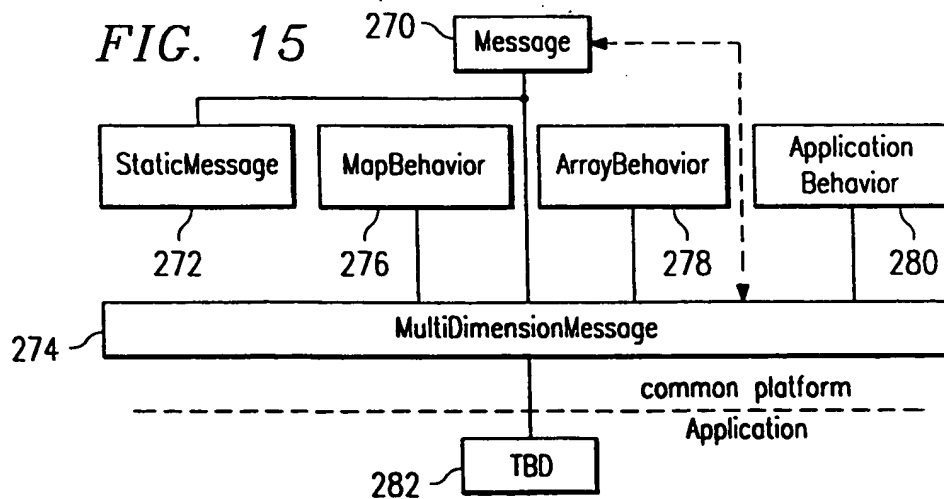 FIG. 15
270
Message
StaticMessage
MapBehavior
ArrayBehavior
Application
Behavior
272
276
278
280
274
MultiDimensionMessage
common platform
Application
TBD
282